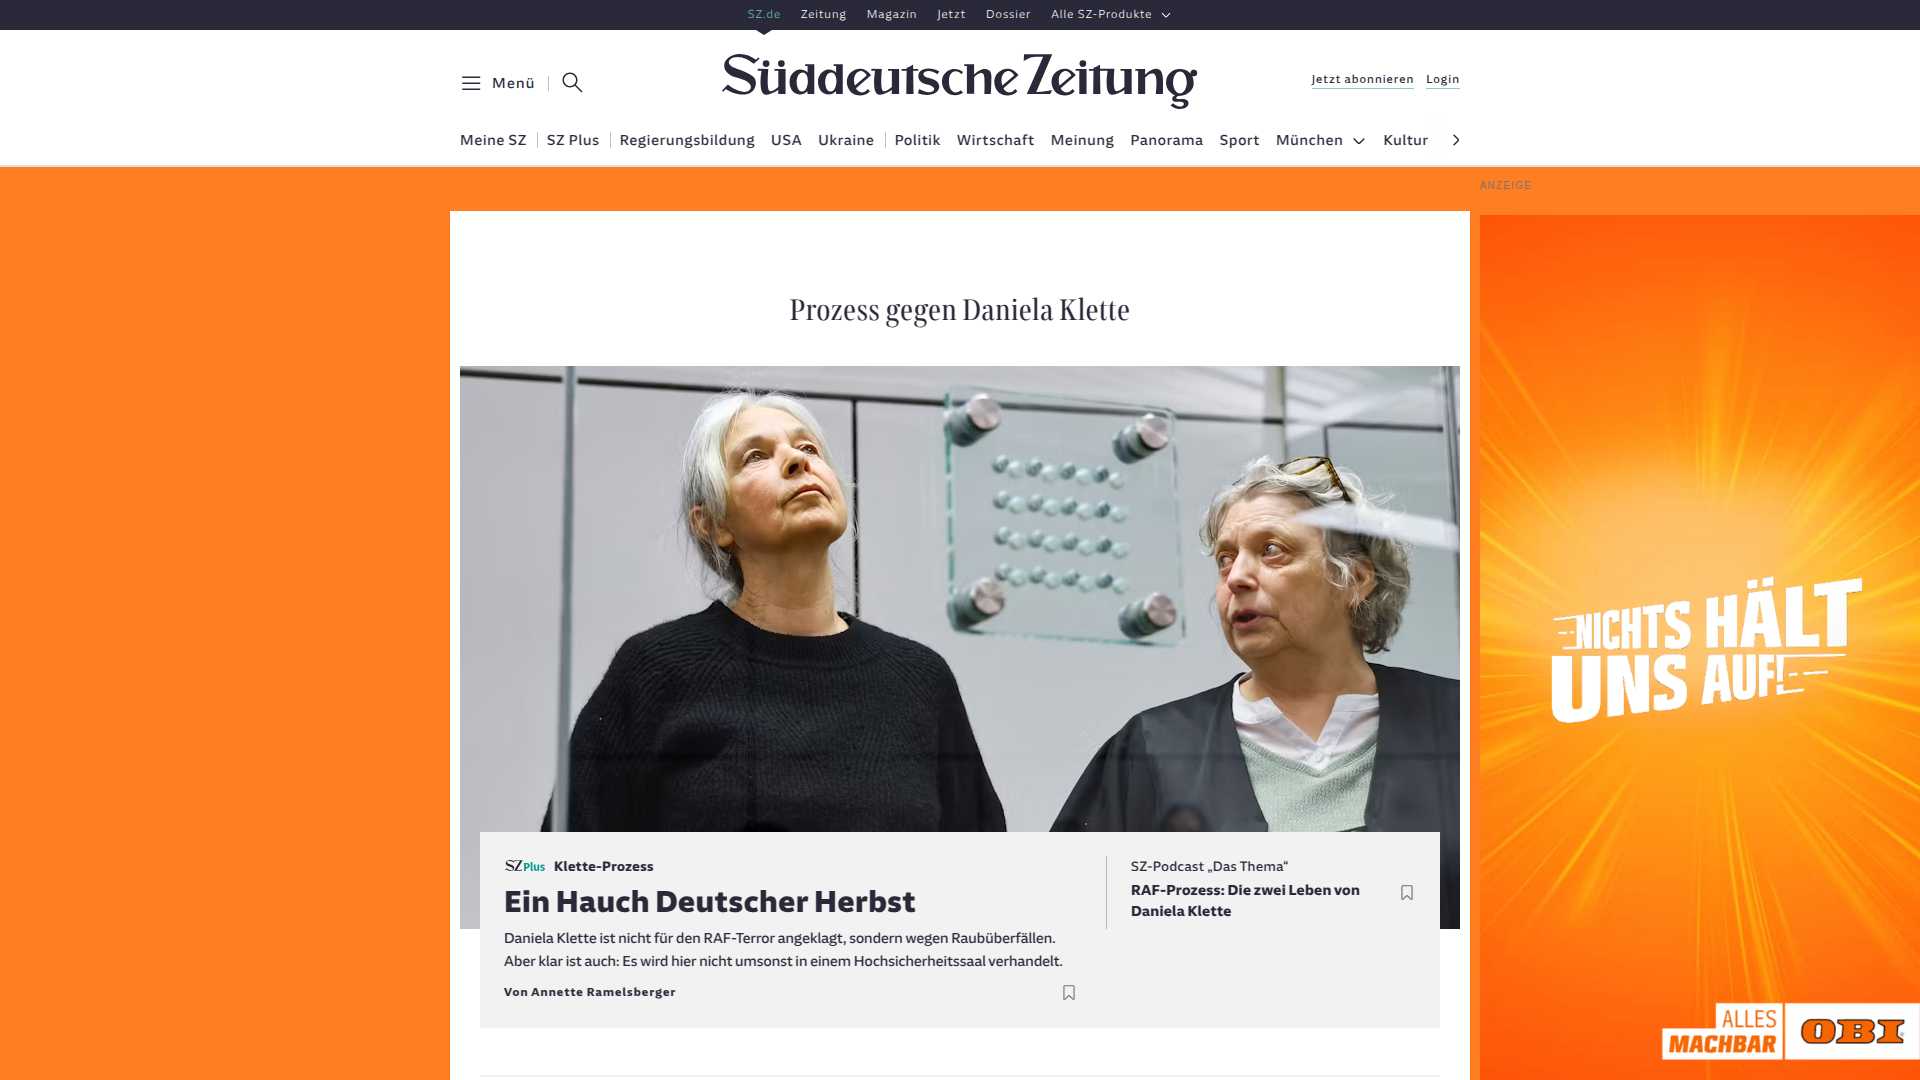 SZ.de Zeitung Magazin Jetzt Dossier Alle SZ-Produkte
Menü
Süddeutsche Zeitung
Jetzt abonnieren Login
Meine SZ SZ Plus Regierungsbildung USA Ukraine Politik Wirtschaft Meinung Panorama Sport München Kultur
ANZEIGE
Prozess gegen Daniela Klette
SZ Plus Klette-Prozess
Ein Hauch Deutscher Herbst
Daniela Klette ist nicht für den RAF-Terror angeklagt, sondern wegen Raubüberfällen.
Aber klar ist auch: Es wird hier nicht umsonst in einem Hochsicherheitssaal verhandelt.
Von Annette Ramelsberger
SZ-Podcast „Das Thema“
RAF-Prozess: Die zwei Leben von
Daniela Klette
NICHTS HÄLT
UNS AUF!
ALLES
MACHBAR
OBI